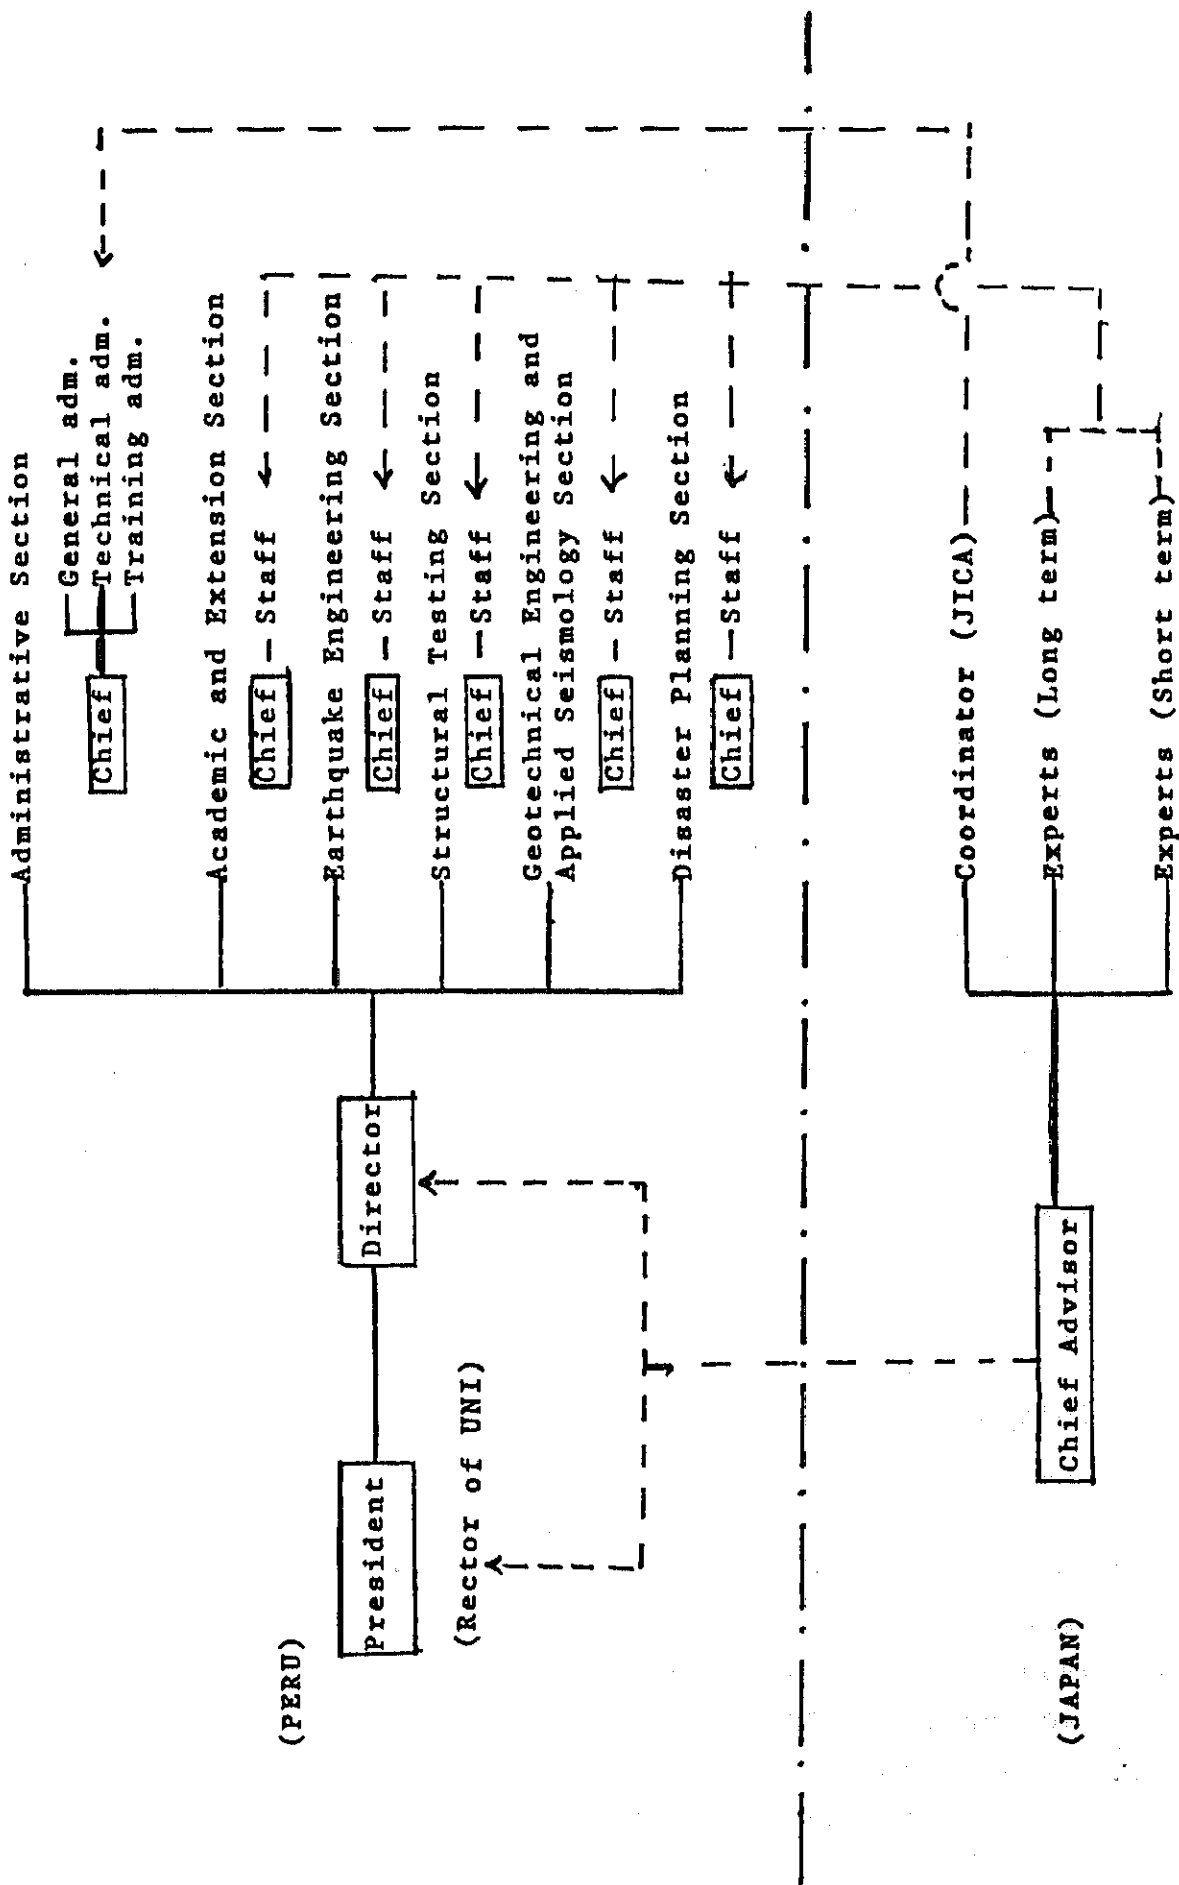 (PERU)
President
(Rector of UNI)
Director
Administrative Section
Chief
General adm.
Technical adm.
Training adm.
Academic and Extension Section
Chief
Staff
Earthquake Engineering Section
Chief
Staff
Structural Testing Section
Chief
Staff
Geotechnical Engineering and
Applied Seismology Section
Chief
Staff
Disaster Planning Section
Chief
Staff
(JAPAN)
Chief Advisor
Coordinator (JICA)
Experts (Long term)
Experts (Short term)